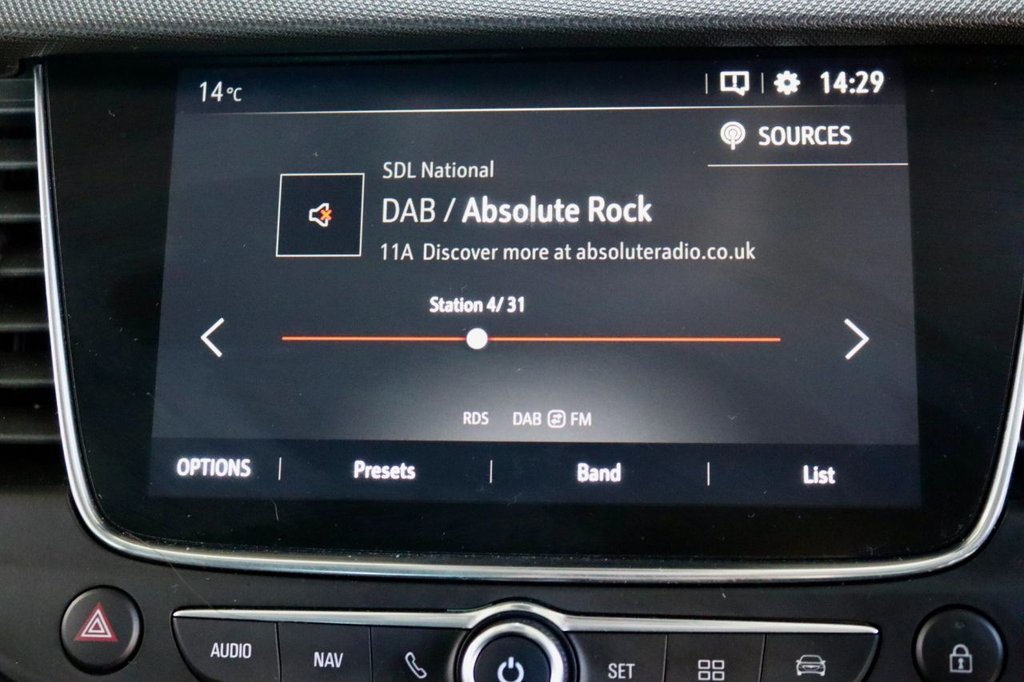 14°C
14:29
SOURCES
SDL National
DAB / Absolute Rock
11A Discover more at absoluteradio.co.uk
Station 4/31
RDS DAB FM
OPTIONS Presets Band List
AUDIO NAV SET